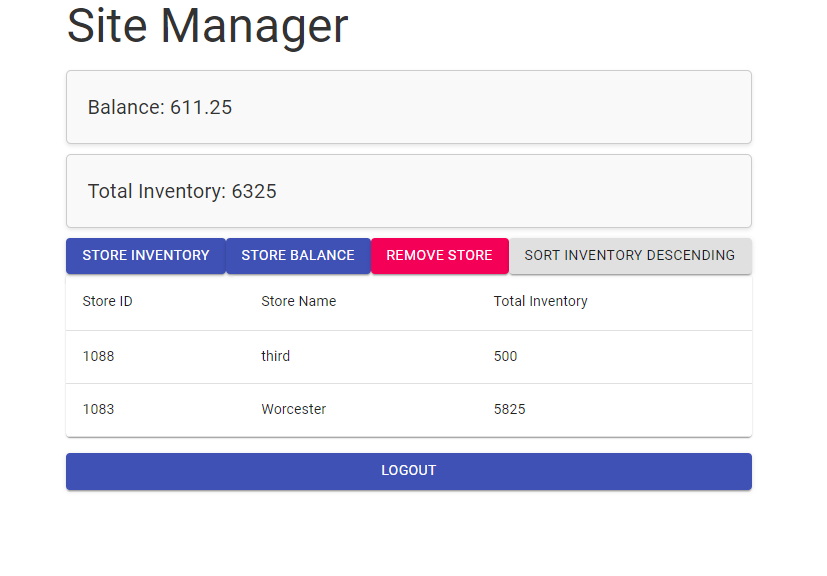 Site Manager
Balance: 611.25
Total Inventory: 6325
STORE INVENTORY STORE BALANCE REMOVE STORE SORT INVENTORY DESCENDING
Store ID Store Name Total Inventory
1088 third 500
1083 Worcester 5825
LOGOUT